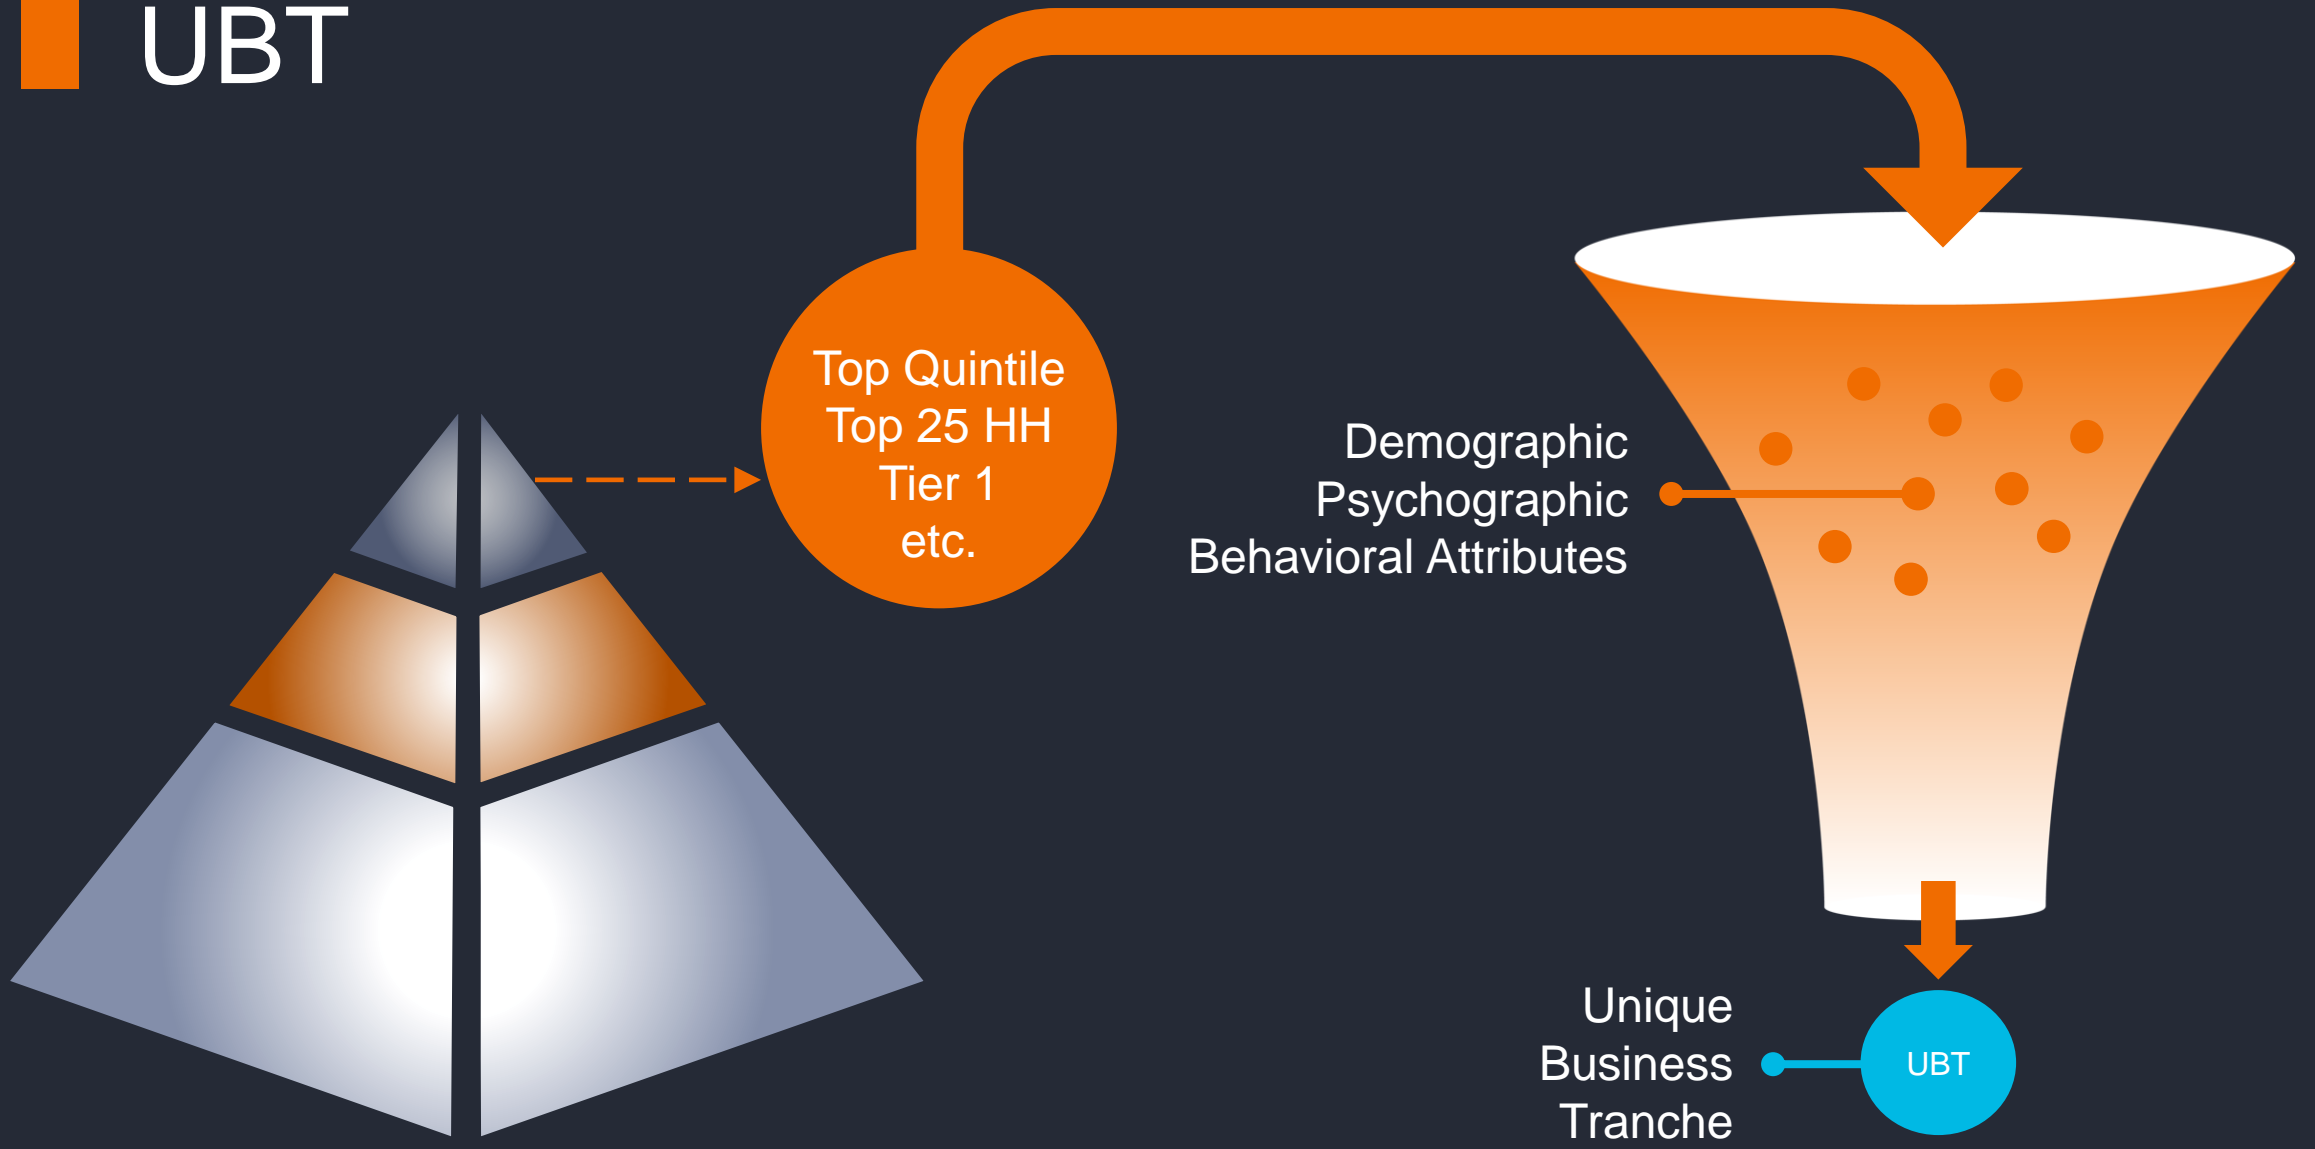 UBT
Top Quintile
Top 25 HH
Tier 1
etc.
Demographic
Psychographic
Behavioral Attributes
Unique
Business
Tranche
UBT